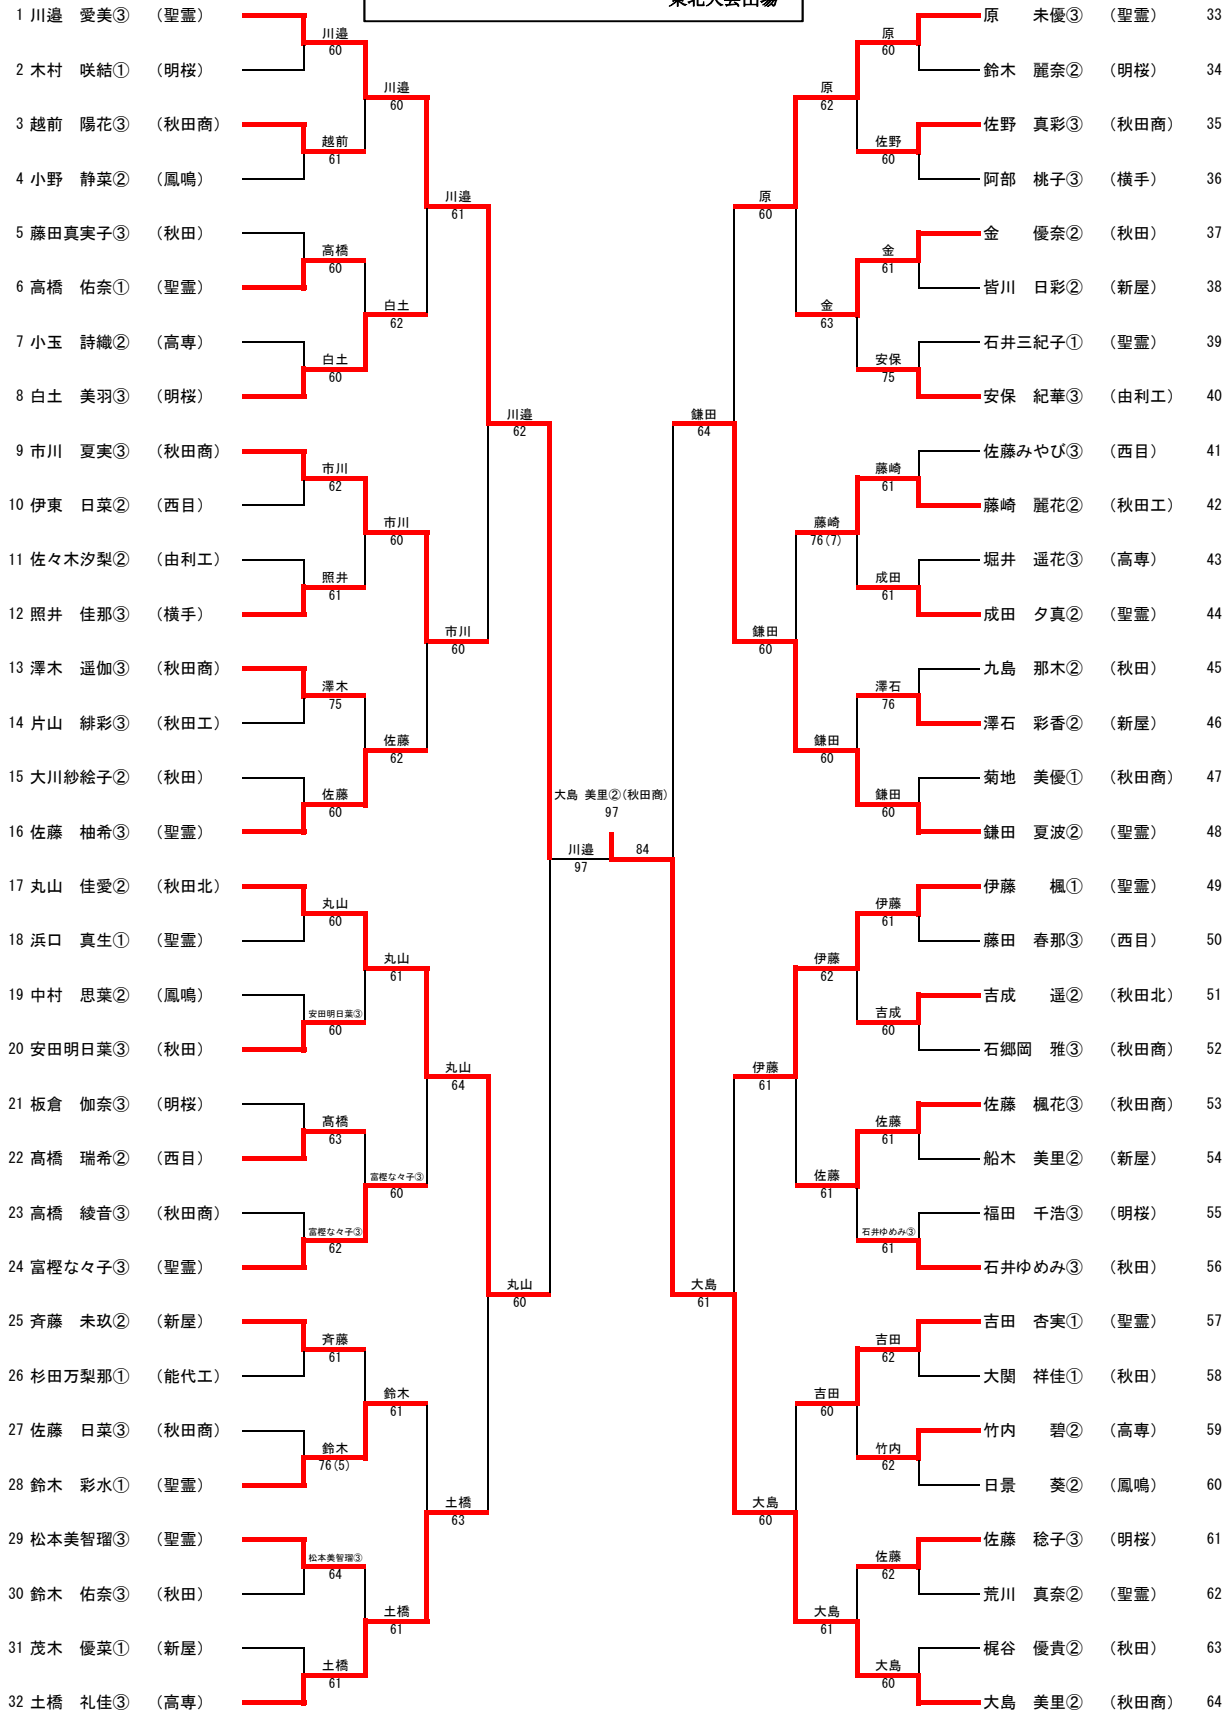 東北大会出場
1 川邉 愛美③ （聖霊）
川邉
60
2 木村 咲結① （明桜）
川邉
60
3 越前 陽花③ （秋田商）
越前
61
4 小野 静菜② （鳳鳴）
川邉
61
5 藤田真実子③ （秋田）
高橋
60
6 高橋 佑奈① （聖霊）
白土
62
7 小玉 詩織② （高専）
白土
60
8 白土 美羽③ （明桜）
川邉
62
9 市川 夏実③ （秋田商）
市川
62
10 伊東 日菜② （西目）
市川
60
11 佐々木汐梨② （由利工）
照井
61
12 照井 佳那③ （横手）
市川
60
13 澤木 遥伽③ （秋田商）
澤木
75
14 片山 緋彩③ （秋田工）
佐藤
62
15 大川紗絵子② （秋田）
佐藤
60
16 佐藤 柚希③ （聖霊）
大島 美里②(秋田商)
97
川邉
97
84
17 丸山 佳愛② （秋田北）
丸山
60
18 浜口 真生① （聖霊）
丸山
61
19 中村 思葉② （鳳鳴）
安田明日葉③
60
20 安田明日葉③ （秋田）
丸山
64
21 板倉 伽奈③ （明桜）
髙橋
63
22 髙橋 瑞希② （西目）
富樫な々子③
60
23 高橋 綾音③ （秋田商）
富樫な々子③
62
24 富樫な々子③ （聖霊）
丸山
60
25 斉藤 未玖② （新屋）
斉藤
61
26 杉田万梨那① （能代工）
鈴木
61
27 佐藤 日菜③ （秋田商）
鈴木
76(5)
28 鈴木 彩水① （聖霊）
土橋
63
29 松本美智瑠③ （聖霊）
松本美智瑠③
64
30 鈴木 佑奈③ （秋田）
土橋
61
31 茂木 優菜① （新屋）
土橋
61
32 土橋 礼佳③ （高専）
原 未優③ （聖霊） 33
原
60
鈴木 麗奈② （明桜） 34
原
62
佐野 真彩③ （秋田商） 35
佐野
60
阿部 桃子③ （横手） 36
原
60
金 優奈② （秋田） 37
金
61
皆川 日彩② （新屋） 38
金
63
石井三紀子① （聖霊） 39
安保
75
安保 紀華③ （由利工） 40
鎌田
64
佐藤みやび③ （西目） 41
藤崎
61
藤崎 麗花② （秋田工） 42
藤崎
76(7)
堀井 遥花③ （高専） 43
成田
61
成田 夕真② （聖霊） 44
鎌田
60
九島 那木② （秋田） 45
澤石
76
澤石 彩香② （新屋） 46
鎌田
60
菊地 美優① （秋田商） 47
鎌田
60
鎌田 夏波② （聖霊） 48
伊藤 楓① （聖霊） 49
伊藤
61
藤田 春那③ （西目） 50
伊藤
62
吉成 遥② （秋田北） 51
吉成
60
石郷岡 雅③ （秋田商） 52
伊藤
61
佐藤 楓花③ （秋田商） 53
佐藤
61
船木 美里② （新屋） 54
佐藤
61
福田 千浩③ （明桜） 55
石井ゆめみ③
61
石井ゆめみ③ （秋田） 56
大島
61
吉田 杏実① （聖霊） 57
吉田
62
大関 祥佳① （秋田） 58
吉田
60
竹内 碧② （高専） 59
竹内
62
日景 葵② （鳳鳴） 60
大島
60
佐藤 稔子③ （明桜） 61
佐藤
62
荒川 真奈② （聖霊） 62
大島
61
梶谷 優貴② （秋田） 63
大島
60
大島 美里② （秋田商） 64